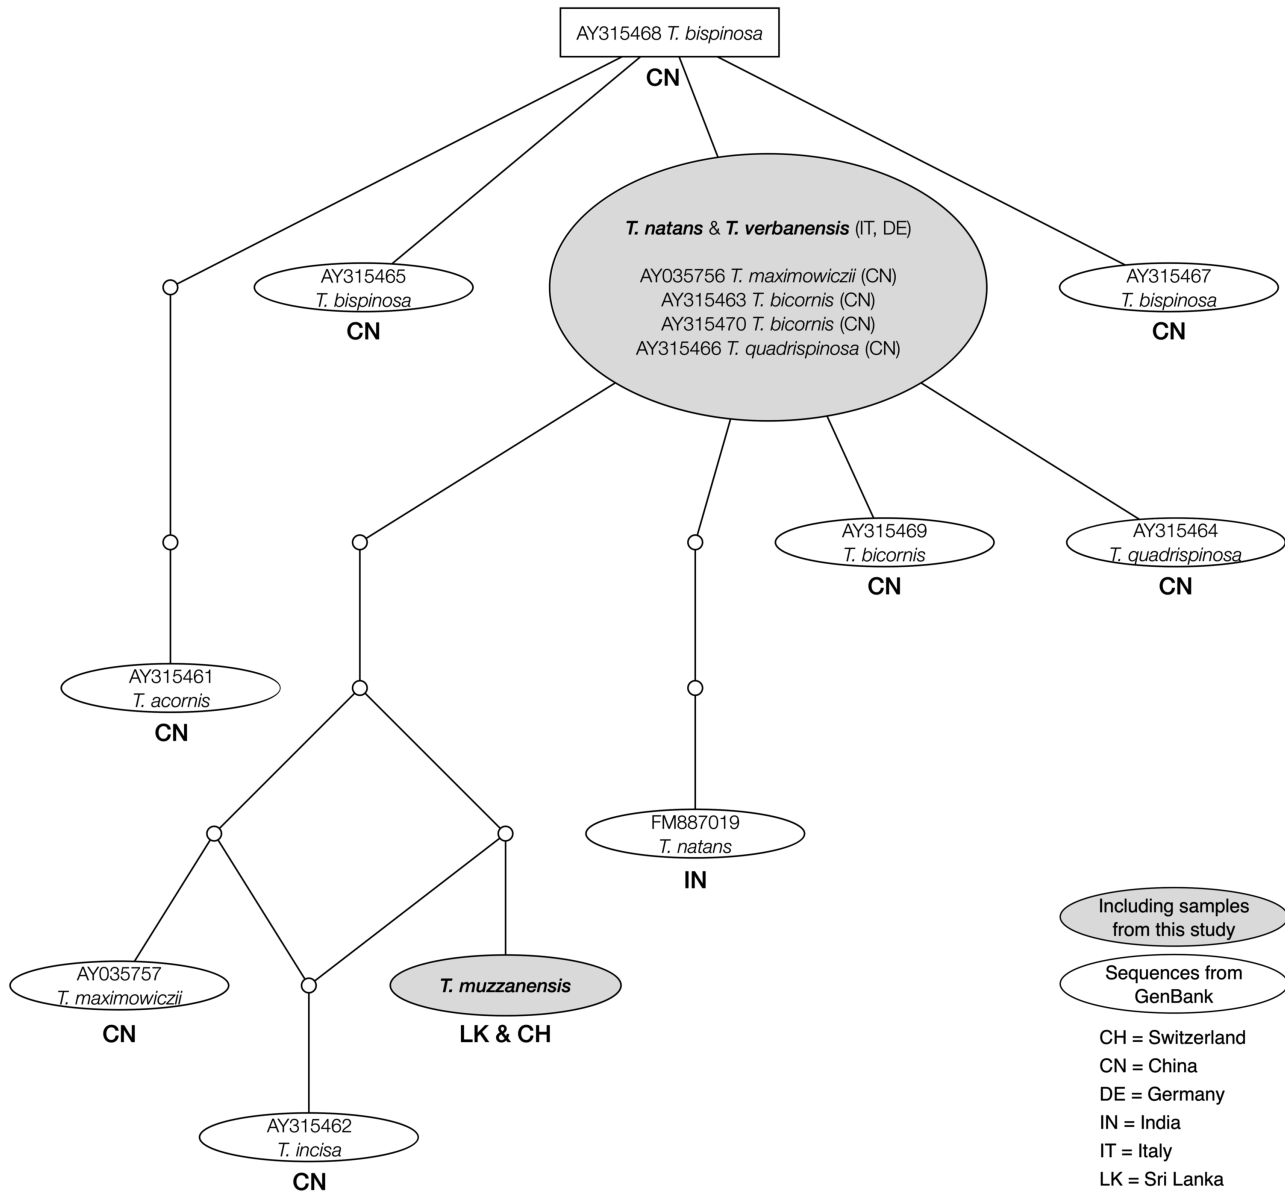 AY315468 T. bispinosa
CN
T. natans & T. verbanensis (IT, DE)
AY035756 T. maximowiczii (CN)
AY315463 T. bicornis (CN)
AY315470 T. bicornis (CN)
AY315466 T. quadrispinosa (CN)
AY315465
T. bispinosa
CN
AY315467
T. bispinosa
CN
AY315469
T. bicornis
CN
AY315464
T. quadrispinosa
CN
AY315461
T. acornis
CN
FM887019
T. natans
IN
AY035757
T. maximowiczii
CN
T. muzzanensis
LK & CH
AY315462
T. incisa
CN
Including samples
from this study
Sequences from
GenBank
CH = Switzerland
CN = China
DE = Germany
IN = India
IT = Italy
LK = Sri Lanka